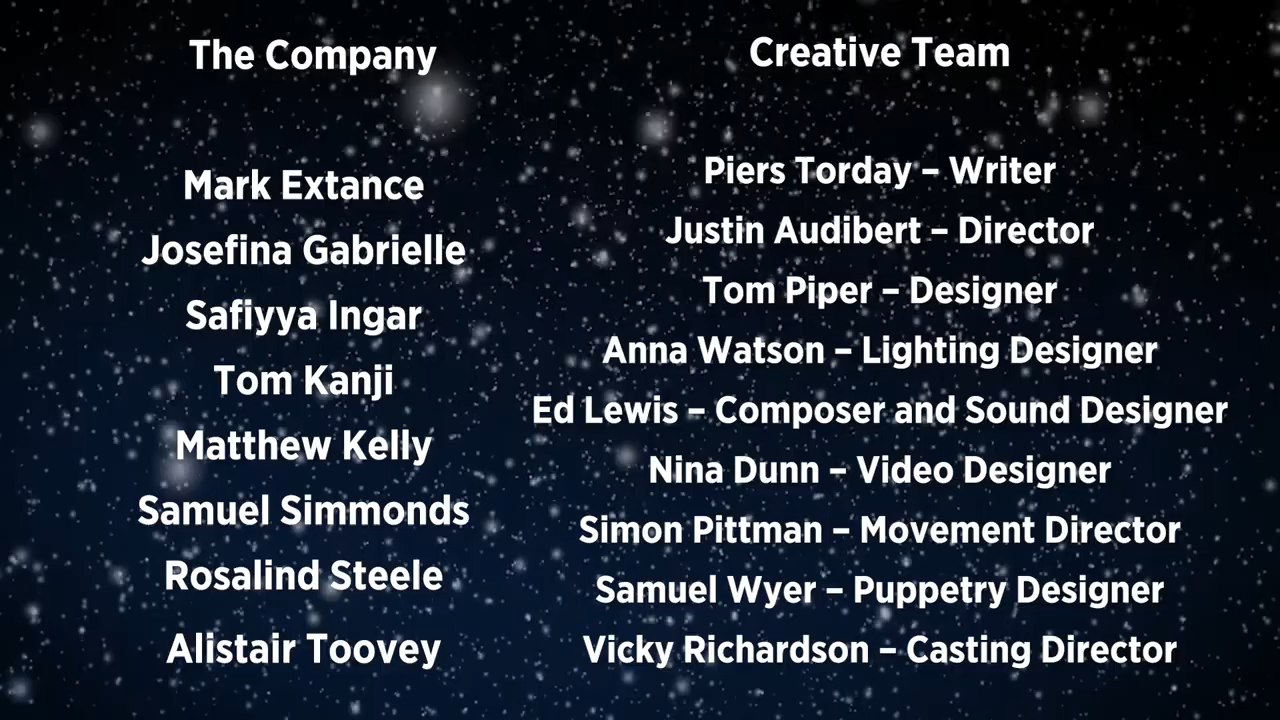 The Company
Mark Extance
Josefina Gabrielle
Safiyya Ingar
Tom Kanji
Matthew Kelly
Samuel Simmonds
Rosalind Steele
Alistair Toovey
Creative Team
Piers Torday – Writer
Justin Audibert – Director
Tom Piper – Designer
Anna Watson – Lighting Designer
Ed Lewis – Composer and Sound Designer
Nina Dunn – Video Designer
Simon Pittman – Movement Director
Samuel Wyer – Puppetry Designer
Vicky Richardson – Casting Director